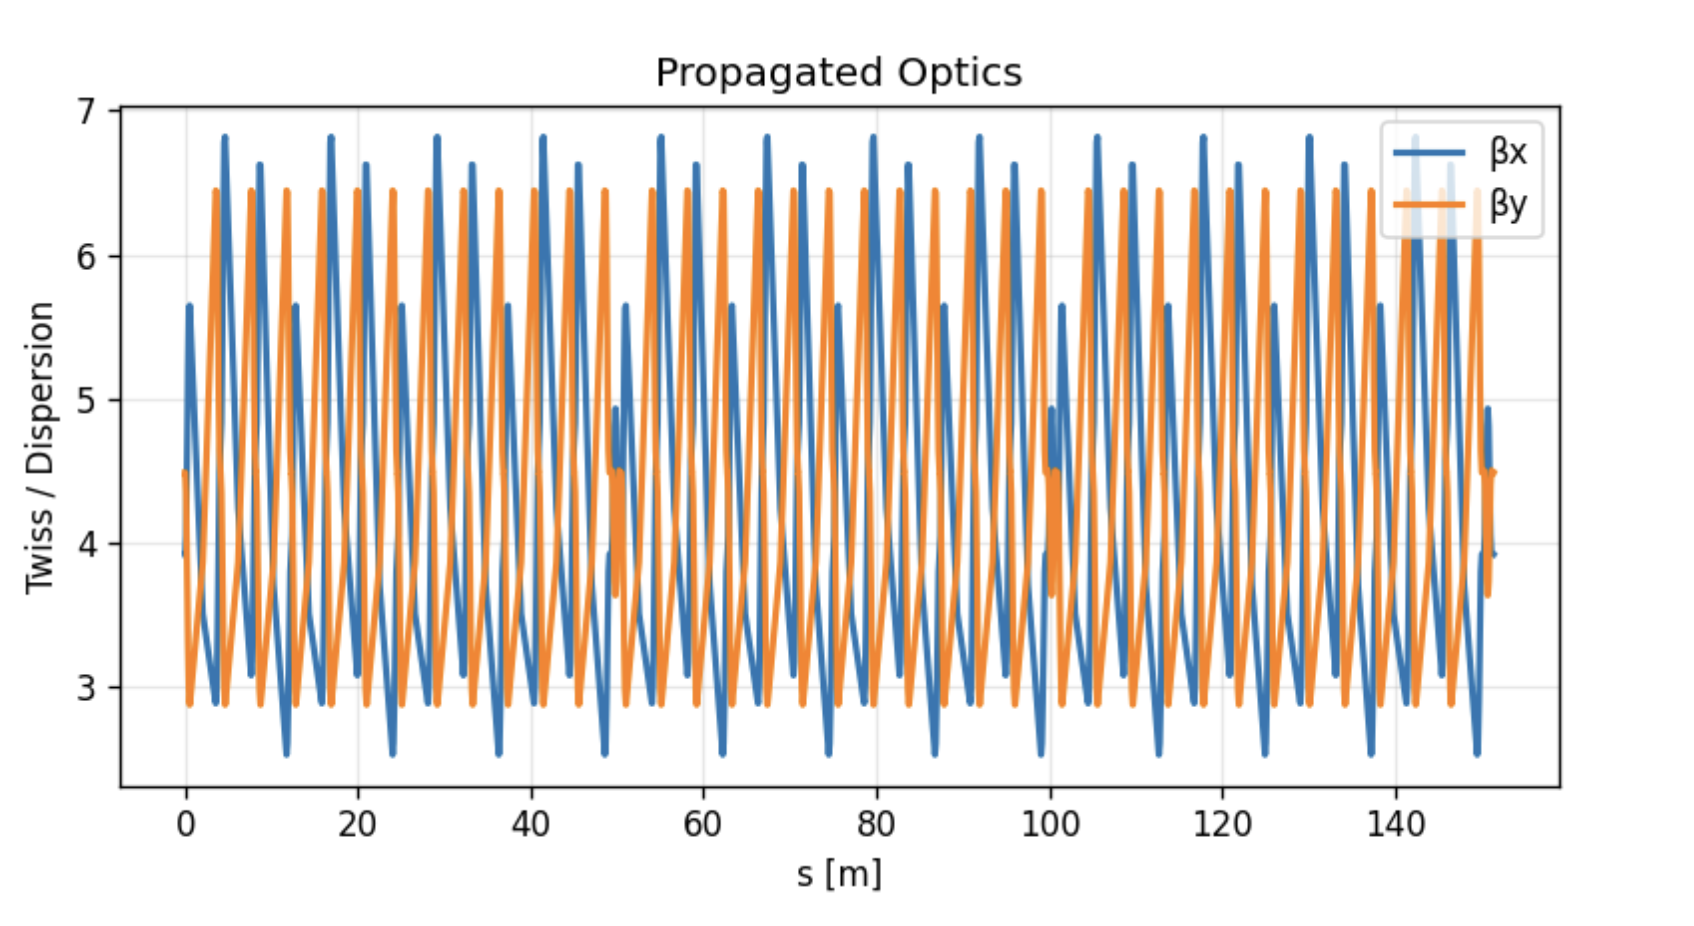 Propagated Optics
7
6
5
4
3
Twiss / Dispersion
βx
βy
0 20 40 60 80 100 120 140
s [m]